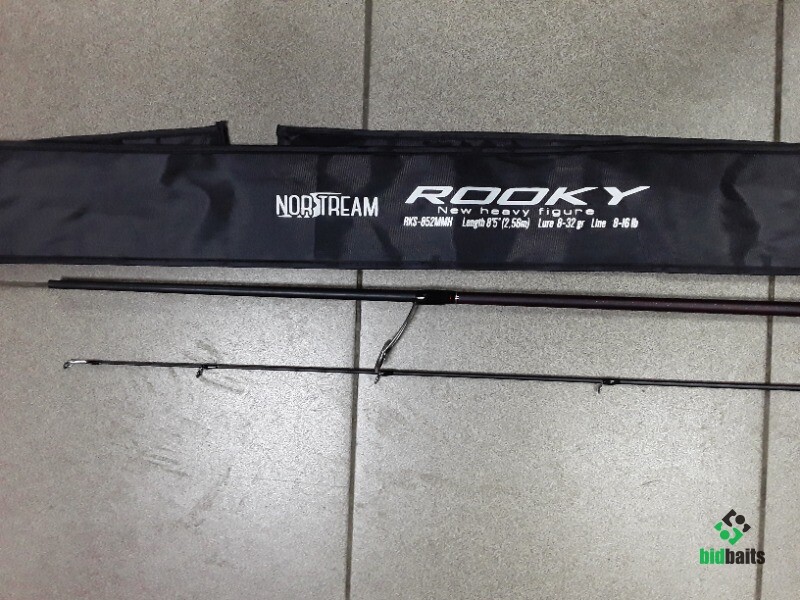 NORSTREAM
ROOKY
New heavy figure
RKS-852MMH Length 8'5" (2,56m) Lure 8-32 gr Line 8-16 lb
bidbaits